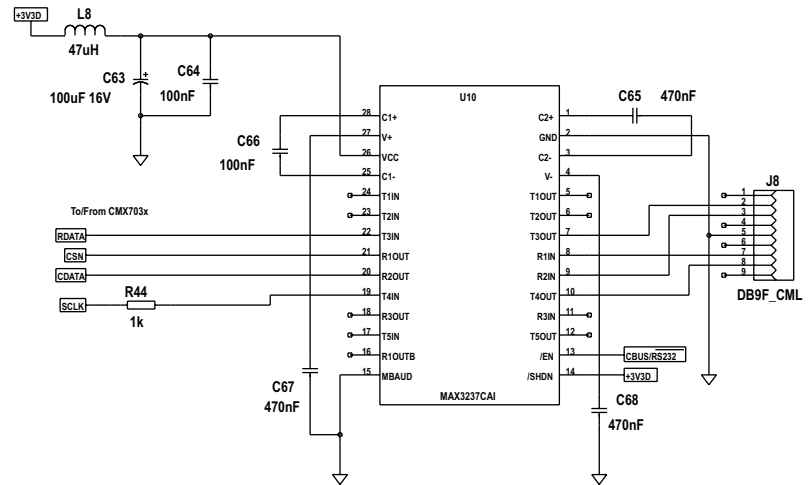 +3V3D
L8
47uH
C63
100uF 16V
+
C64
100nF
C66
100nF
U10
28 C1+
27 V+
26 VCC
25 C1-
24 T1IN
23 T2IN
22 T3IN
21 R1OUT
20 R2OUT
19 T4IN
18 R3OUT
17 T5IN
16 R1OUTB
15 MBAUD
C2+ 1
GND 2
C2- 3
V- 4
T1OUT 5
T2OUT 6
T3OUT 7
R1IN 8
R2IN 9
T4OUT 10
R3IN 11
T5OUT 12
/EN 13
/SHDN 14
MAX3237CAI
C65 470nF
To/From CMX703x
RDATA
CSN
CDATA
SCLK
R44
1k
C67
470nF
C68
470nF
CBUS/RS232
+3V3D
J8
1
2
3
4
5
6
7
8
9
DB9F_CML